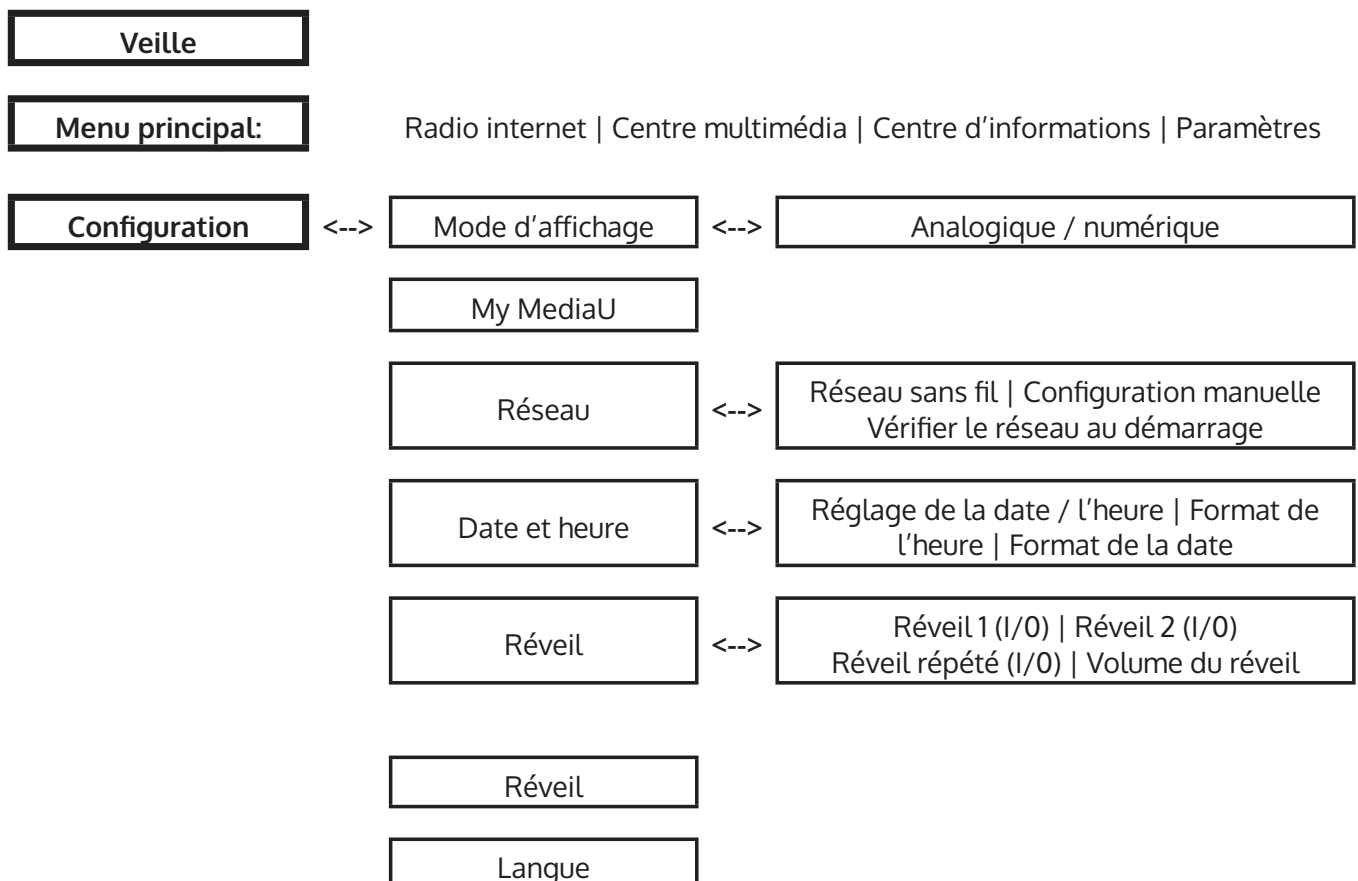 Veille
Menu principal: Radio internet | Centre multimédia | Centre d'informations | Paramètres
Configuration <--> Mode d'affichage <--> Analogique / numérique
My MediaU
Réseau <--> Réseau sans fil | Configuration manuelle
Vérifier le réseau au démarrage
Date et heure <--> Réglage de la date / l'heure | Format de
l'heure | Format de la date
Réveil <--> Réveil 1 (I/0) | Réveil 2 (I/0)
Réveil répété (I/0) | Volume du réveil
Réveil
Langue